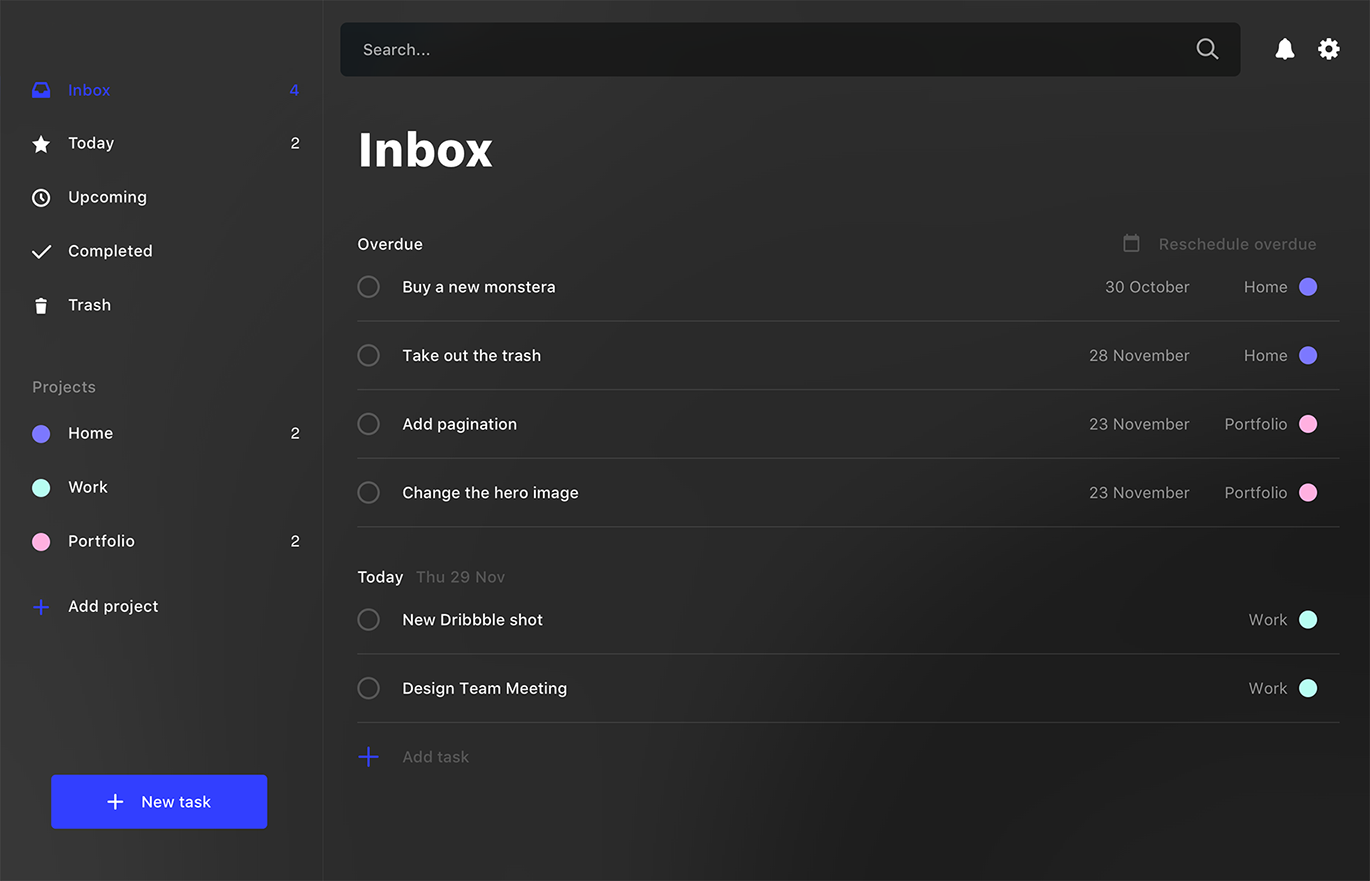 Search...
Inbox 4
Today 2
Upcoming
Completed
Trash
Projects
Home 2
Work
Portfolio 2
Add project
New task
Inbox
Overdue Reschedule overdue
Buy a new monstera 30 October Home
Take out the trash 28 November Home
Add pagination 23 November Portfolio
Change the hero image 23 November Portfolio
Today Thu 29 Nov
New Dribbble shot Work
Design Team Meeting Work
Add task